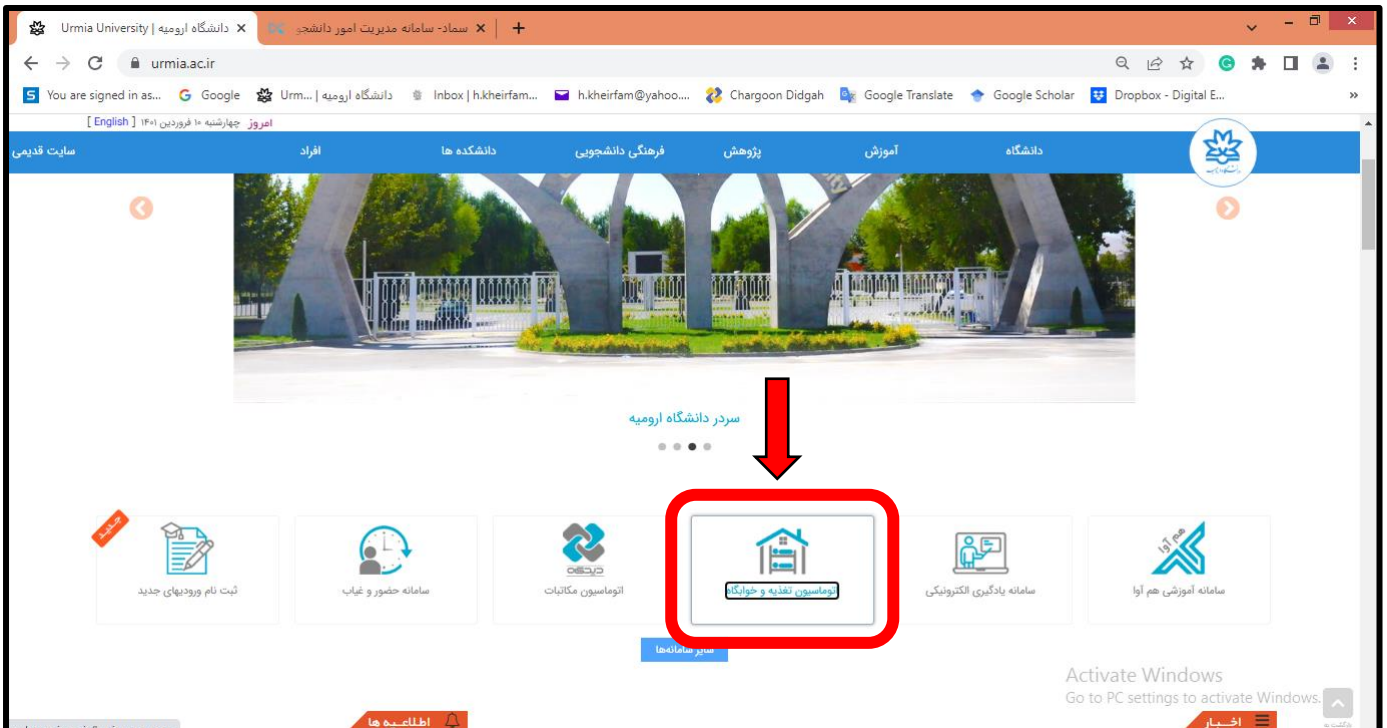 دانشگاه ارومیه | Urmia University
سماد- سامانه مدیریت امور دانشجو
urmia.ac.ir
You are signed in as...
Google
دانشگاه ارومیه | Urm...
Inbox | h.kheirfam...
h.kheirfam@yahoo....
Chargoon Didgah
Google Translate
Google Scholar
Dropbox - Digital E...
»
امروز چهارشنبه ۱۰ فروردین ۱۴۰۱ [ English ]
دانشگاه
آموزش
پژوهش
فرهنگی دانشجویی
دانشکده ها
افراد
سایت قدیمی
سردر دانشگاه ارومیه
هم آوا
سامانه آموزشی هم آوا
سامانه یادگیری الکترونیکی
اتوماسیون تغذیه و خوابگاه
دیدگاه
اتوماسیون مکاتبات
سامانه حضور و غیاب
جدید
ثبت نام ورودیهای جدید
سایر سامانه‌ها
Activate Windows
Go to PC settings to activate Windows.
اخبار
اطلاعیه ها